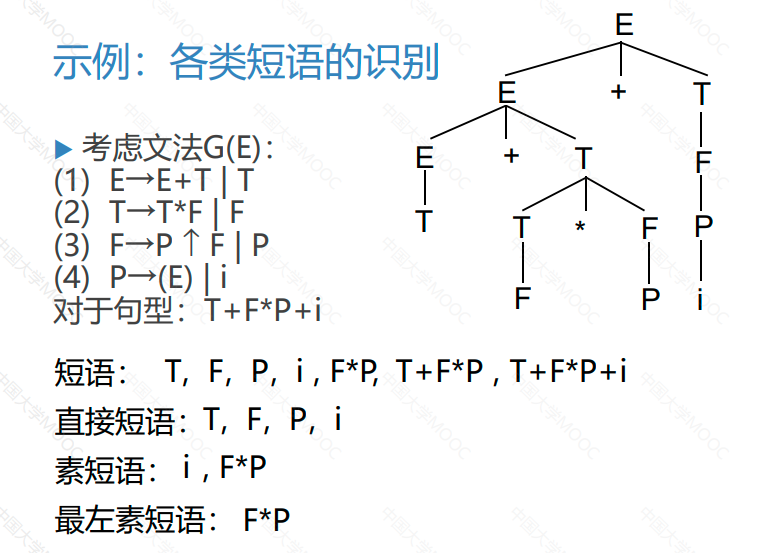 示例：各类短语的识别
▶ 考虑文法G(E)：
(1) E→E+T | T
(2) T→T*F | F
(3) F→P↑F | P
(4) P→(E) | i
对于句型：T+F*P+i
E
E + T
E + T F
T T * F P
F P i
短语： T, F, P, i , F*P, T+F*P , T+F*P+i
直接短语：T, F, P, i
素短语： i , F*P
最左素短语： F*P
中国大学MOOC